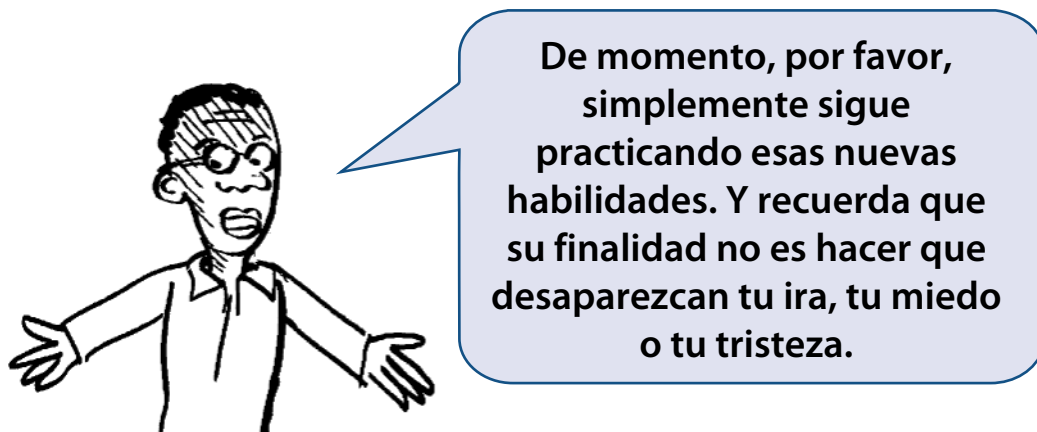 De momento, por favor,
simplemente sigue
practicando esas nuevas
habilidades. Y recuerda que
su finalidad no es hacer que
desaparezcan tu ira, tu miedo
o tu tristeza.